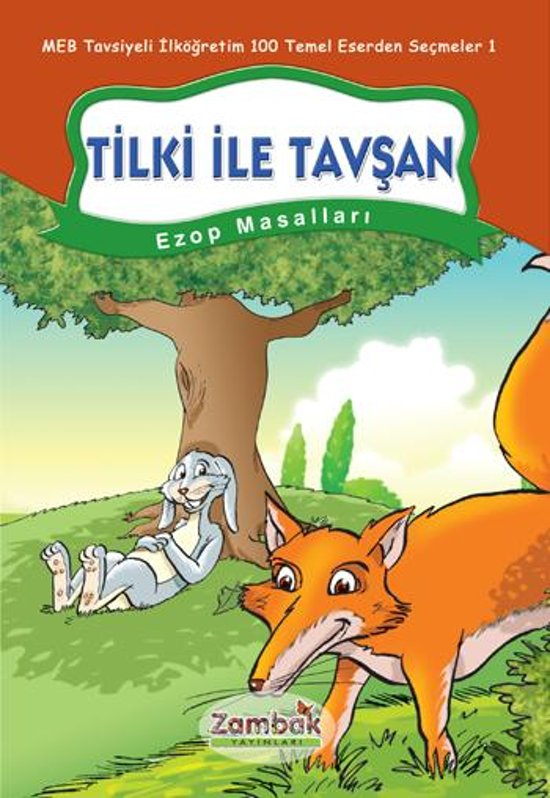 MEB Tavsiyeli İlköğretim 100 Temel Eserden Seçmeler 1
TİLKİ İLE TAVŞAN
Ezop Masalları
Zambak
YAYINLARI